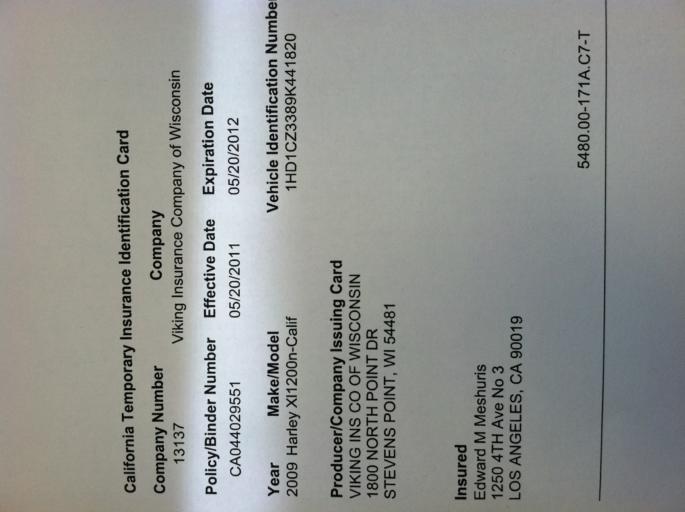 California Temporary Insurance Identification Card
Company Number Company
13137 Viking Insurance Company of Wisconsin
Policy/Binder Number Effective Date Expiration Date
CA044029551 05/20/2011 05/20/2012
Year Make/Model Vehicle Identification Number
2009 Harley Xl1200n-Calif 1HD1CZ3389K441820
Producer/Company Issuing Card
VIKING INS CO OF WISCONSIN
1800 NORTH POINT DR
STEVENS POINT, WI 54481
Insured
Edward M Meshuris
1250 4TH Ave No 3
LOS ANGELES, CA 90019
5480.00-171A.C7-T